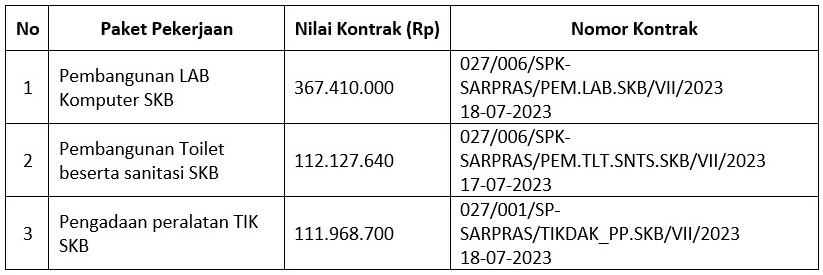 No Paket Pekerjaan Nilai Kontrak (Rp) Nomor Kontrak
1 Pembangunan LAB Komputer SKB 367.410.000 027/006/SPK-
SARPRAS/PEM.LAB.SKB/VII/2023
18-07-2023
2 Pembangunan Toilet beserta sanitasi SKB 112.127.640 027/006/SPK-
SARPRAS/PEM.TLT.SNTS.SKB/VII/2023
17-07-2023
3 Pengadaan peralatan TIK SKB 111.968.700 027/001/SP-
SARPRAS/TIKDAK_PP.SKB/VII/2023
18-07-2023